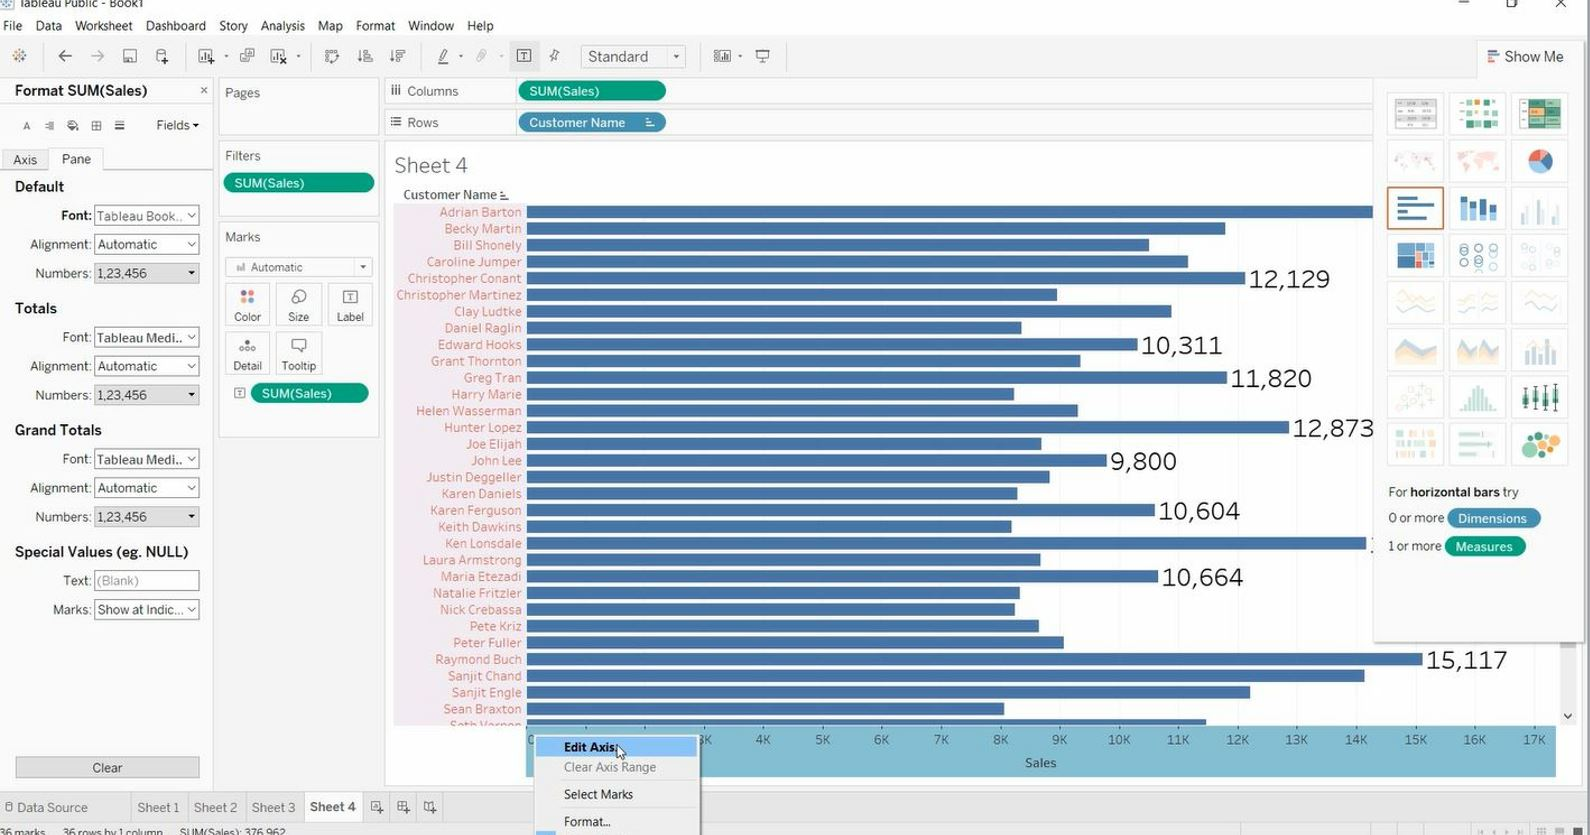 Tableau Public - Book1
File Data Worksheet Dashboard Story Analysis Map Format Window Help
Standard
Show Me
Format SUM(Sales)
Fields
Axis Pane
Default
Font: Tableau Book..
Alignment: Automatic
Numbers: 1,23,456
Totals
Font: Tableau Medi..
Alignment: Automatic
Numbers: 1,23,456
Grand Totals
Font: Tableau Medi..
Alignment: Automatic
Numbers: 1,23,456
Special Values (eg. NULL)
Text: (Blank)
Marks: Show at Indic...
Clear
Pages
Filters
SUM(Sales)
Marks
Automatic
Color Size Label
Detail Tooltip
SUM(Sales)
Columns SUM(Sales)
Rows Customer Name
Sheet 4
Customer Name
Adrian Barton
Becky Martin
Bill Shonely
Caroline Jumper
Christopher Conant 12,129
Christopher Martinez
Clay Ludtke
Daniel Raglin
Edward Hooks 10,311
Grant Thornton
Greg Tran 11,820
Harry Marie
Helen Wasserman
Hunter Lopez 12,873
Joe Elijah
John Lee 9,800
Justin Deggeller
Karen Daniels
Karen Ferguson 10,604
Keith Dawkins
Ken Lonsdale
Laura Armstrong
Maria Etezadi 10,664
Natalie Fritzler
Nick Crebassa
Pete Kriz
Peter Fuller
Raymond Buch 15,117
Sanjit Chand
Sanjit Engle
Sean Braxton
Seth Vernon
3K 4K 5K 6K 7K 8K 9K 10K 11K 12K 13K 14K 15K 16K 17K
Sales
Edit Axis
Clear Axis Range
Select Marks
Format...
For horizontal bars try
0 or more Dimensions
1 or more Measures
Data Source Sheet 1 Sheet 2 Sheet 3 Sheet 4
36 marks 36 rows by 1 column SUM(Sales): 376,962